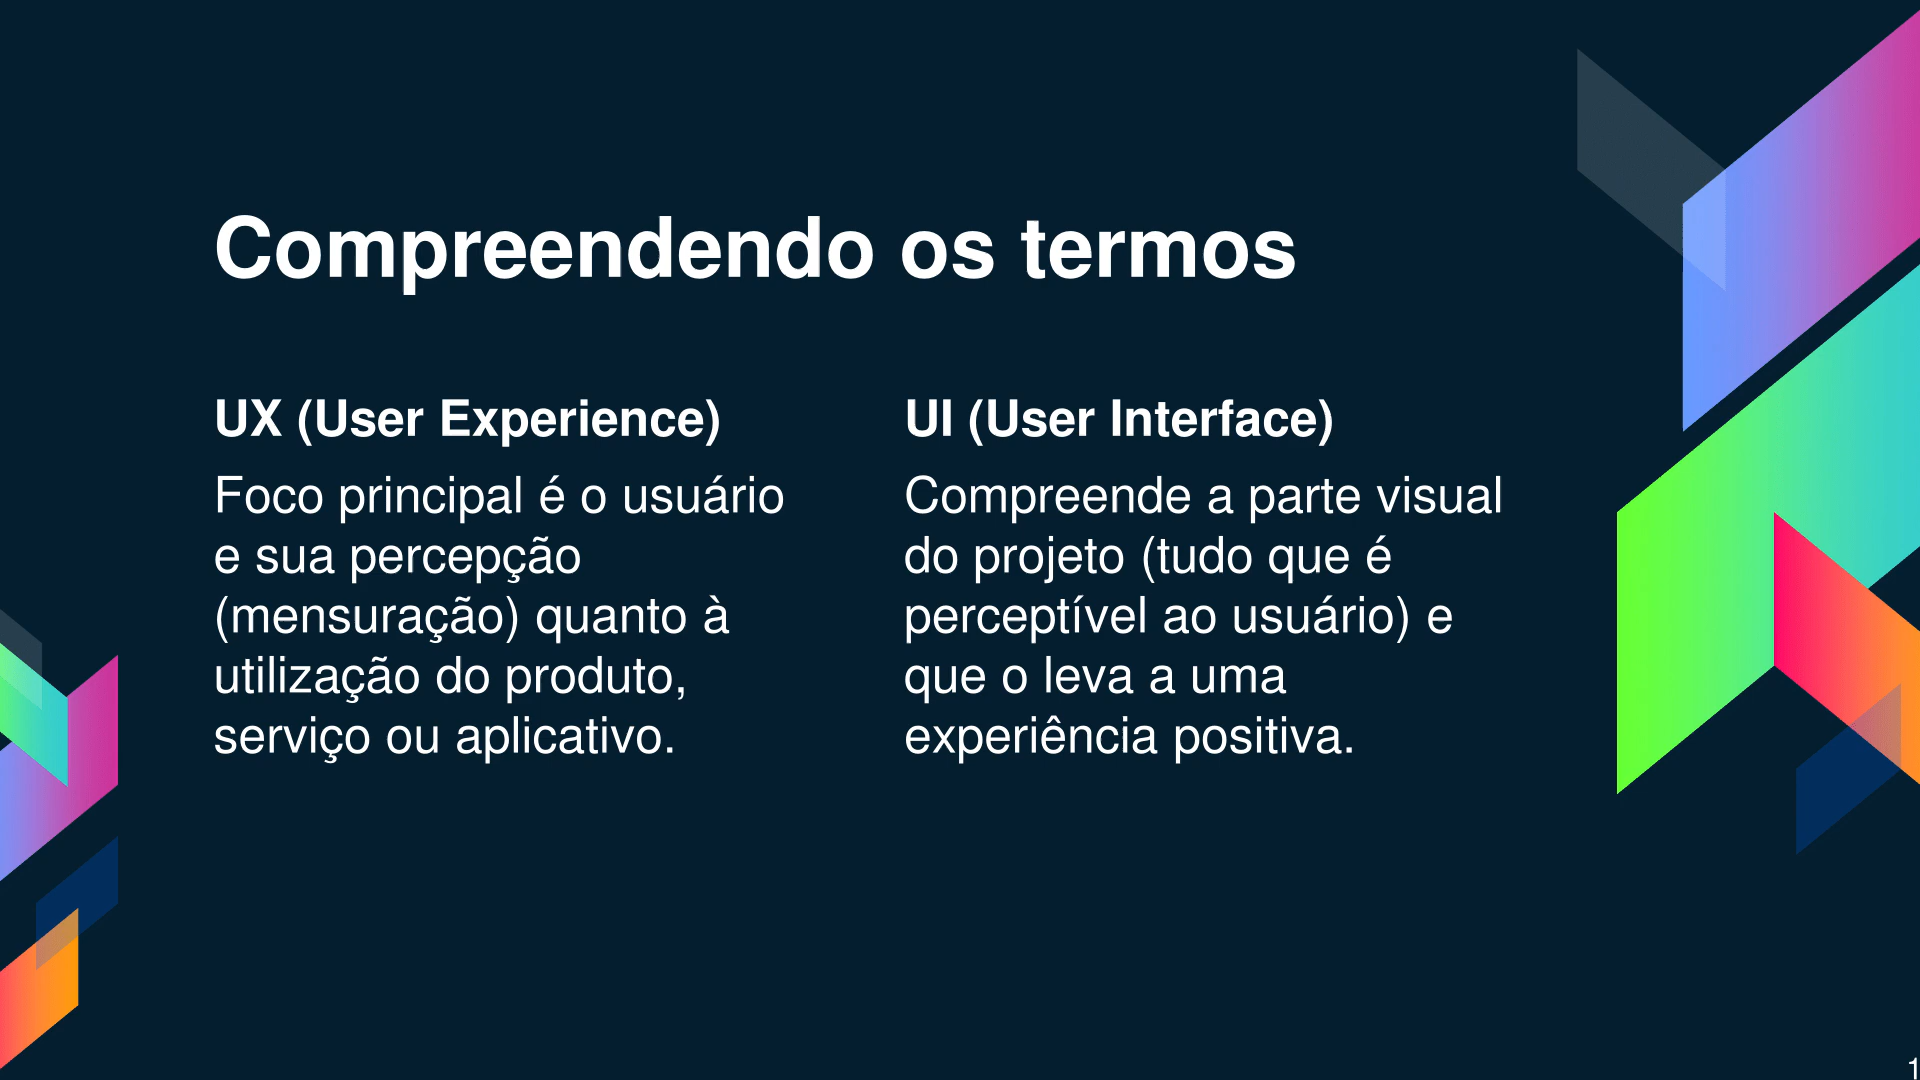 Compreendendo os termos
UX (User Experience)
Foco principal é o usuário
e sua percepção
(mensuração) quanto à
utilização do produto,
serviço ou aplicativo.
UI (User Interface)
Compreende a parte visual
do projeto (tudo que é
perceptível ao usuário) e
que o leva a uma
experiência positiva.
1